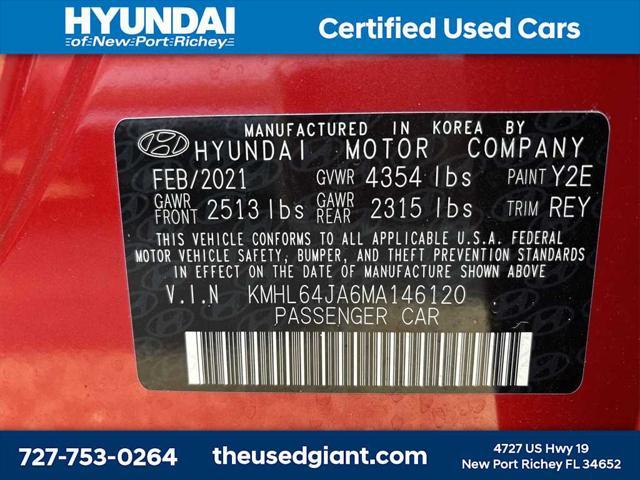 HYUNDAI
of New Port Richey
Certified Used Cars
MANUFACTURED IN KOREA BY
HYUNDAI MOTOR COMPANY
FEB/2021 GVWR 4354 lbs PAINT Y2E
GAWR FRONT 2513 lbs GAWR REAR 2315 lbs TRIM REY
THIS VEHICLE CONFORMS TO ALL APPLICABLE U.S.A. FEDERAL
MOTOR VEHICLE SAFETY, BUMPER, AND THEFT PREVENTION STANDARDS
IN EFFECT ON THE DATE OF MANUFACTURE SHOWN ABOVE
V.I.N KMHL64JA6MA146120
PASSENGER CAR
727-753-0264
theusedgiant.com
4727 US Hwy 19
New Port Richey FL 34652